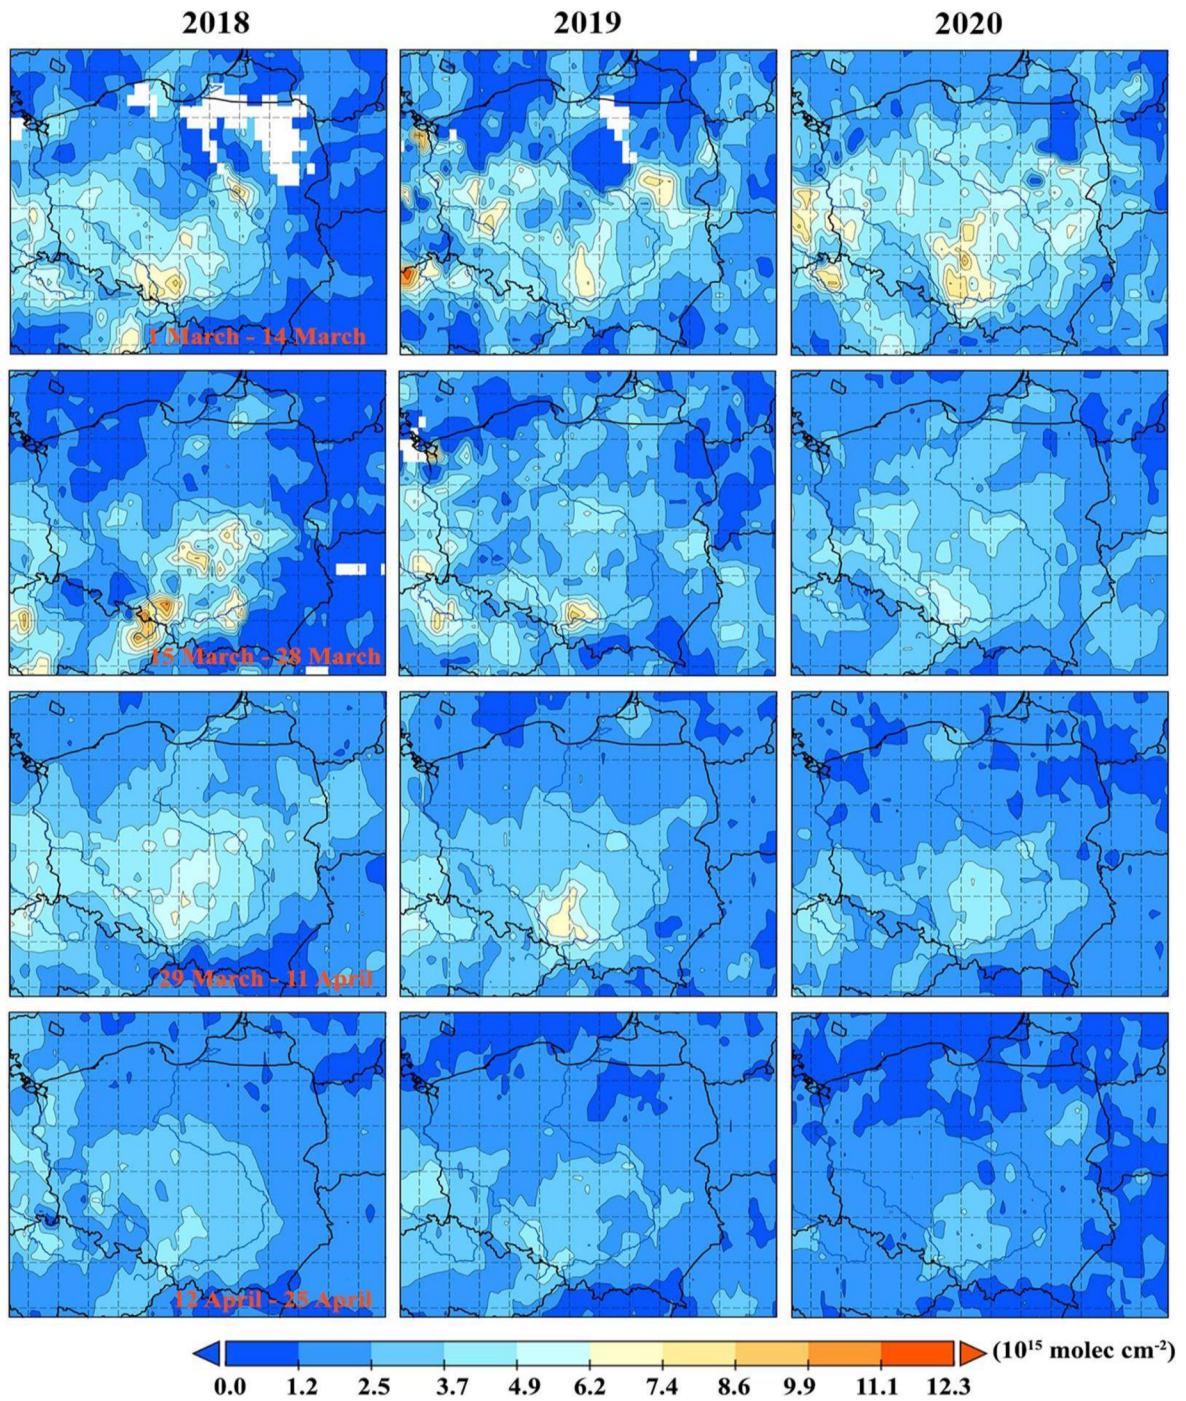 2018 2019 2020
1 March - 14 March
15 March - 28 March
29 March - 11 April
12 April - 25 April
(10¹⁵ molec cm⁻²)
0.0 1.2 2.5 3.7 4.9 6.2 7.4 8.6 9.9 11.1 12.3